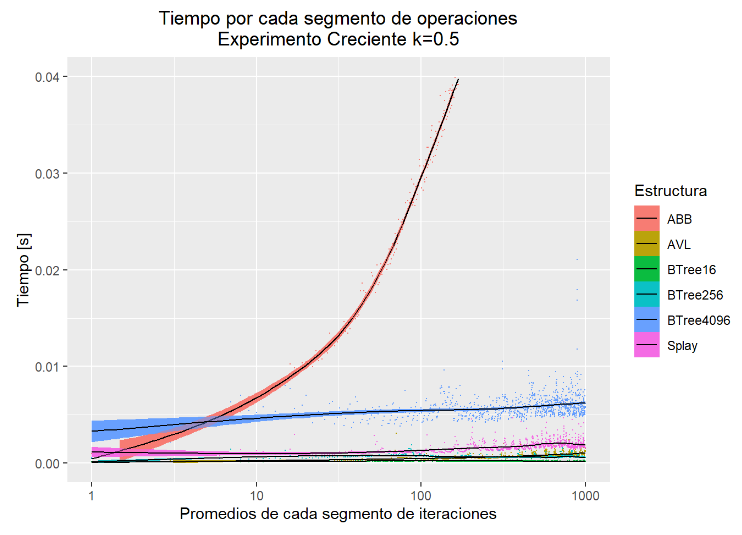 Tiempo por cada segmento de operaciones
Experimento Creciente k=0.5
Tiempo [s]
0.04
0.03
0.02
0.01
0.00
1
10
100
1000
Promedios de cada segmento de iteraciones
Estructura
ABB
AVL
BTree16
BTree256
BTree4096
Splay